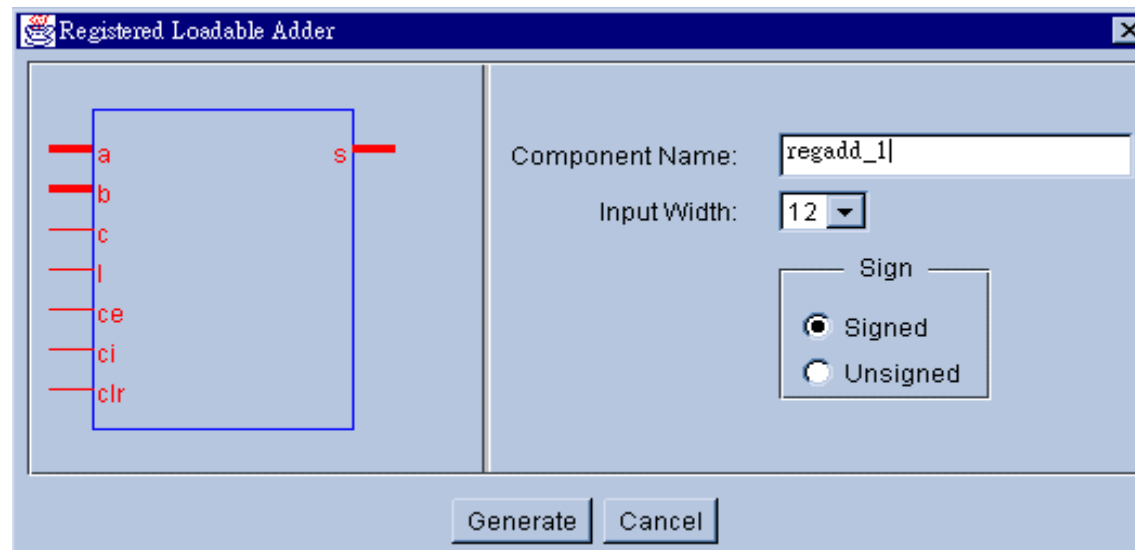 Registered Loadable Adder
a
s
b
c
l
ce
ci
clr
Component Name: regadd_1
Input Width: 12
Sign
Signed
Unsigned
Generate Cancel